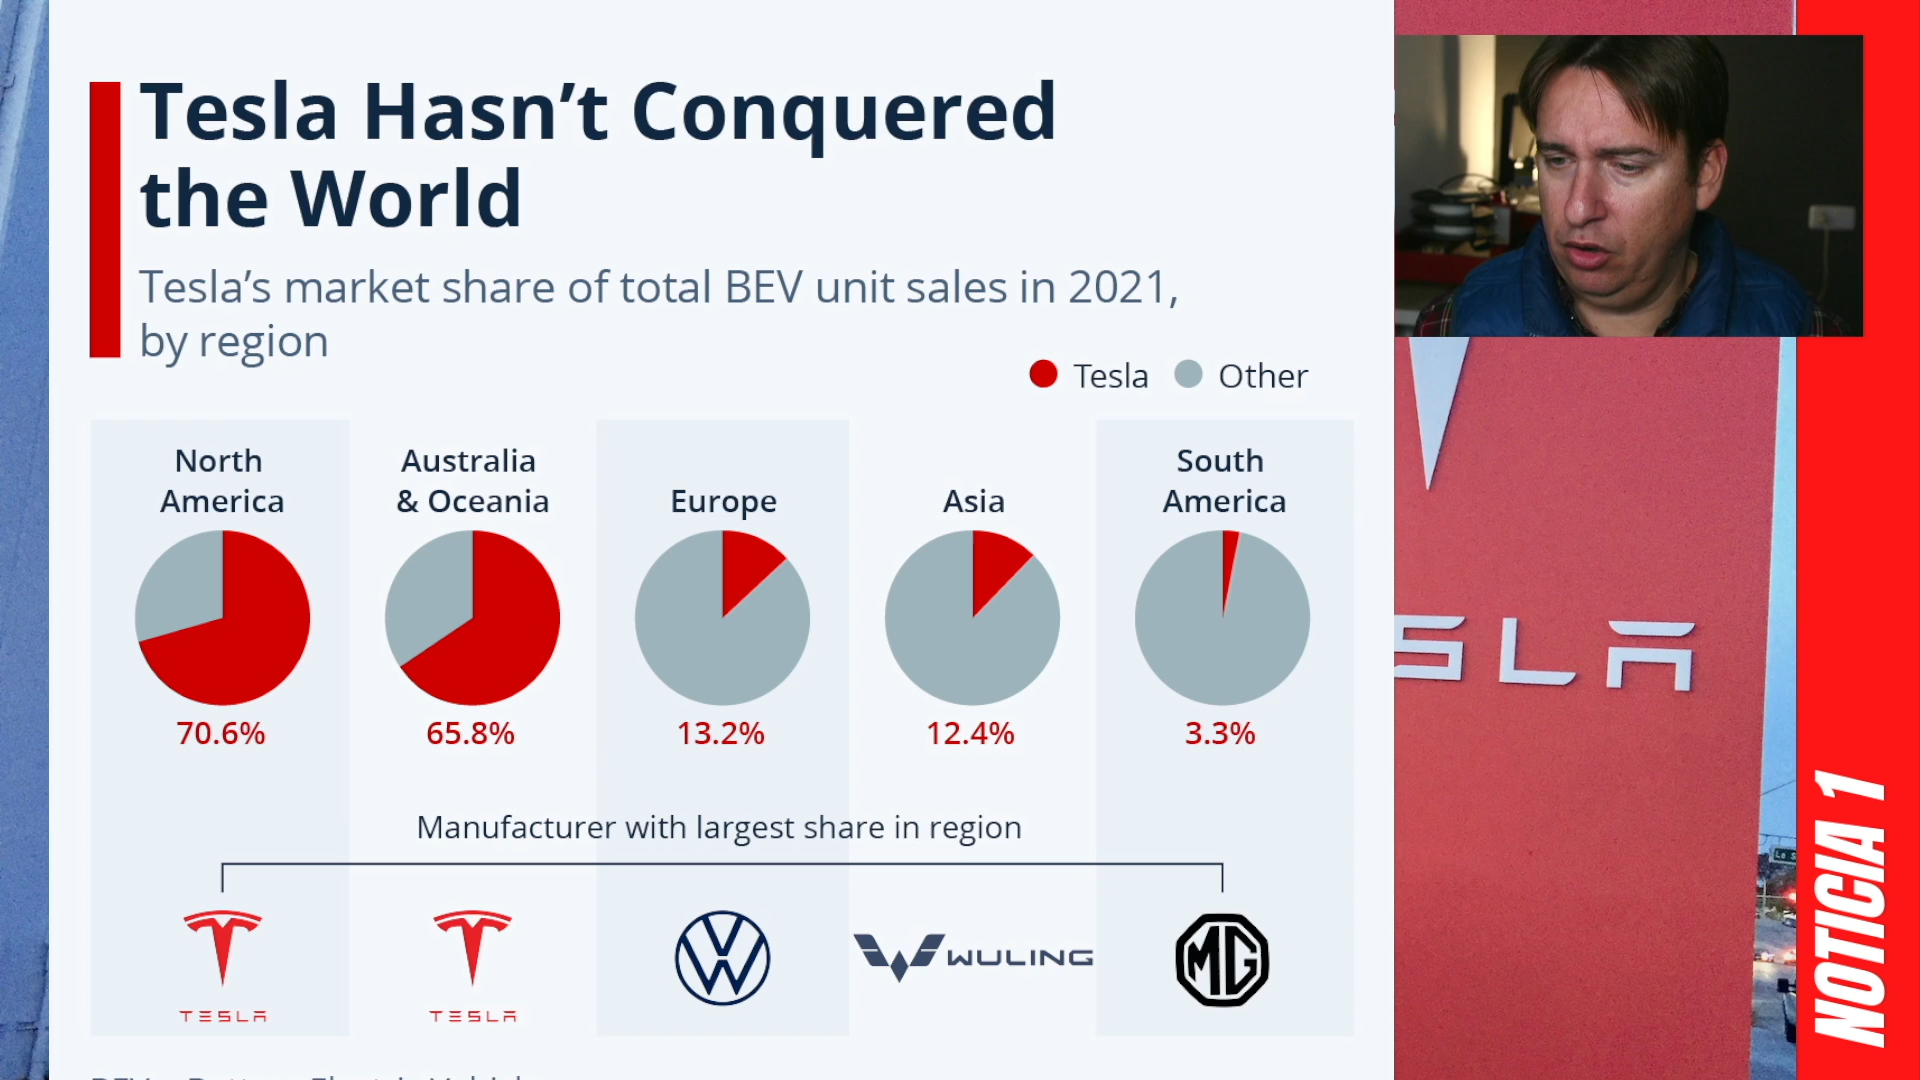 Tesla Hasn’t Conquered
the World
Tesla’s market share of total BEV unit sales in 2021,
by region
Tesla Other
North
America
Australia
& Oceania
Europe
Asia
South
America
70.6% 65.8% 13.2% 12.4% 3.3%
Manufacturer with largest share in region
TESLA TESLA VW WULING MG
SLA
NOTICIA 1